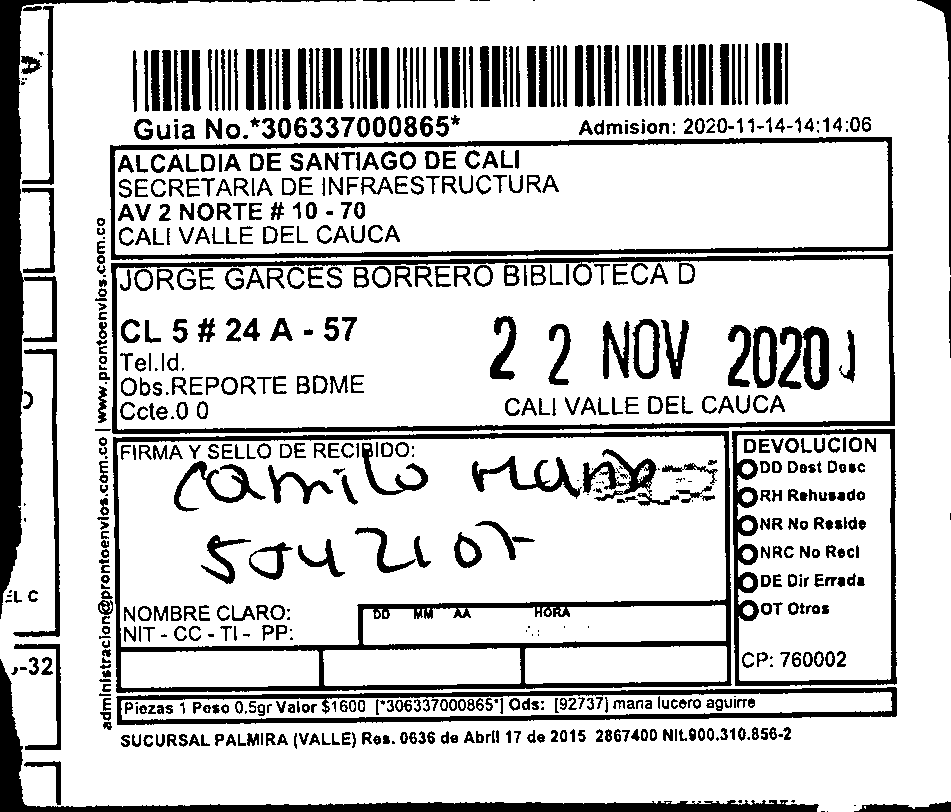 Guia No.*306337000865*
Admision: 2020-11-14-14:14:06
ALCALDIA DE SANTIAGO DE CALI
SECRETARIA DE INFRAESTRUCTURA
AV 2 NORTE # 10 - 70
CALI VALLE DEL CAUCA
JORGE GARCES BORRERO BIBLIOTECA D
CL 5 # 24 A - 57
Tel.Id.
Obs.REPORTE BDME
Ccte.0 0
22 NOV 2020
CALI VALLE DEL CAUCA
administracion@prontoenvios.com.co | www.prontoenvios.com.co
FIRMA Y SELLO DE RECIBIDO:
Camilo
NOMBRE CLARO:
NIT - CC - TI - PP:
DD MM AA HORA
DEVOLUCION
DD Dest Desc
RH Rehusado
NR No Reside
NRC No Recl
DE Dir Errada
OT Otros
CP: 760002
Piezas 1 Peso 0.5gr Valor $1600 [*306337000865*] Ods: [92737] maria lucero aguirre
SUCURSAL PALMIRA (VALLE) Res. 0636 de Abril 17 de 2015 2867400 Nit.900.310.856-2
EL C
-32